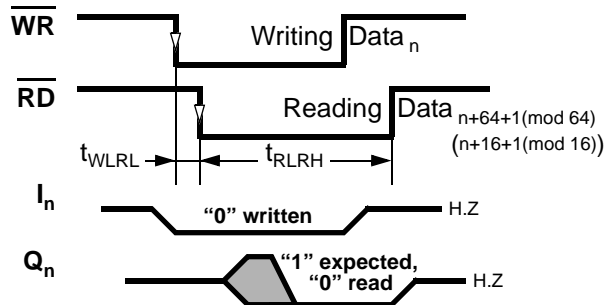 WR
Writing Data n
RD
Reading Data n+64+1(mod 64)
(n+16+1(mod 16))
tWLRL tRLRH
In "0" written H.Z
Qn "1" expected,
"0" read H.Z